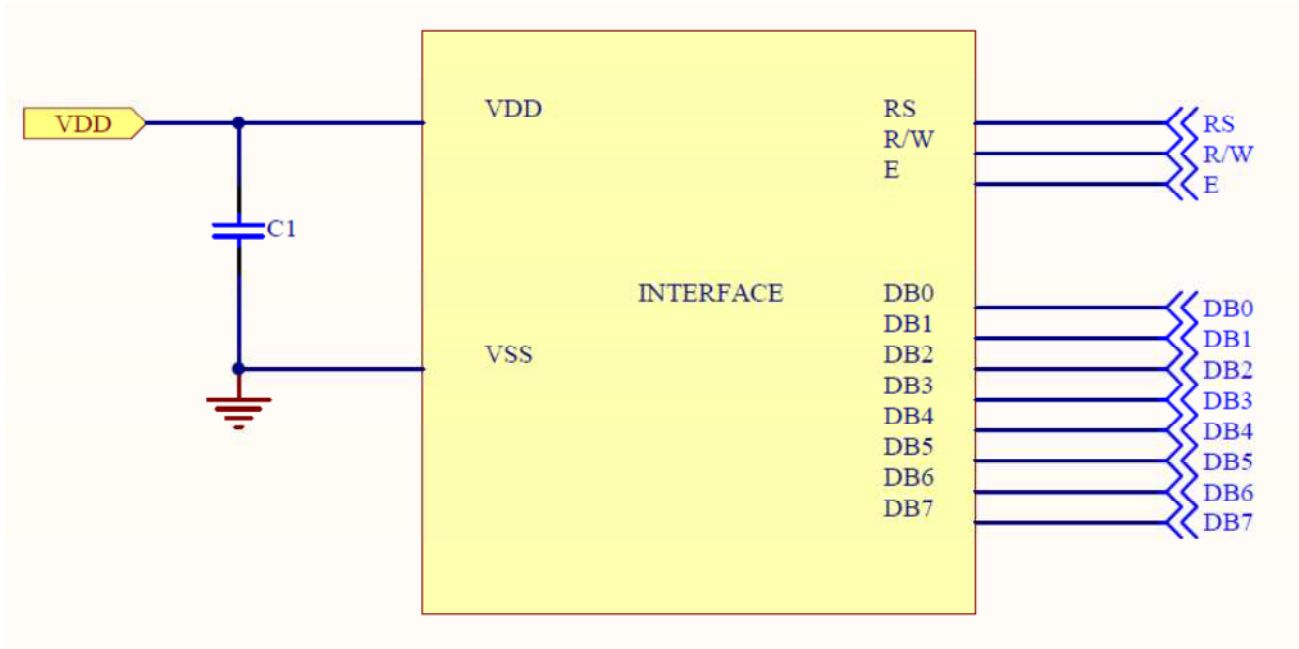 VDD
VDD
RS
RS
R/W
R/W
E
E
C1
INTERFACE
DB0
DB0
DB1
DB1
VSS
DB2
DB2
DB3
DB3
DB4
DB4
DB5
DB5
DB6
DB6
DB7
DB7